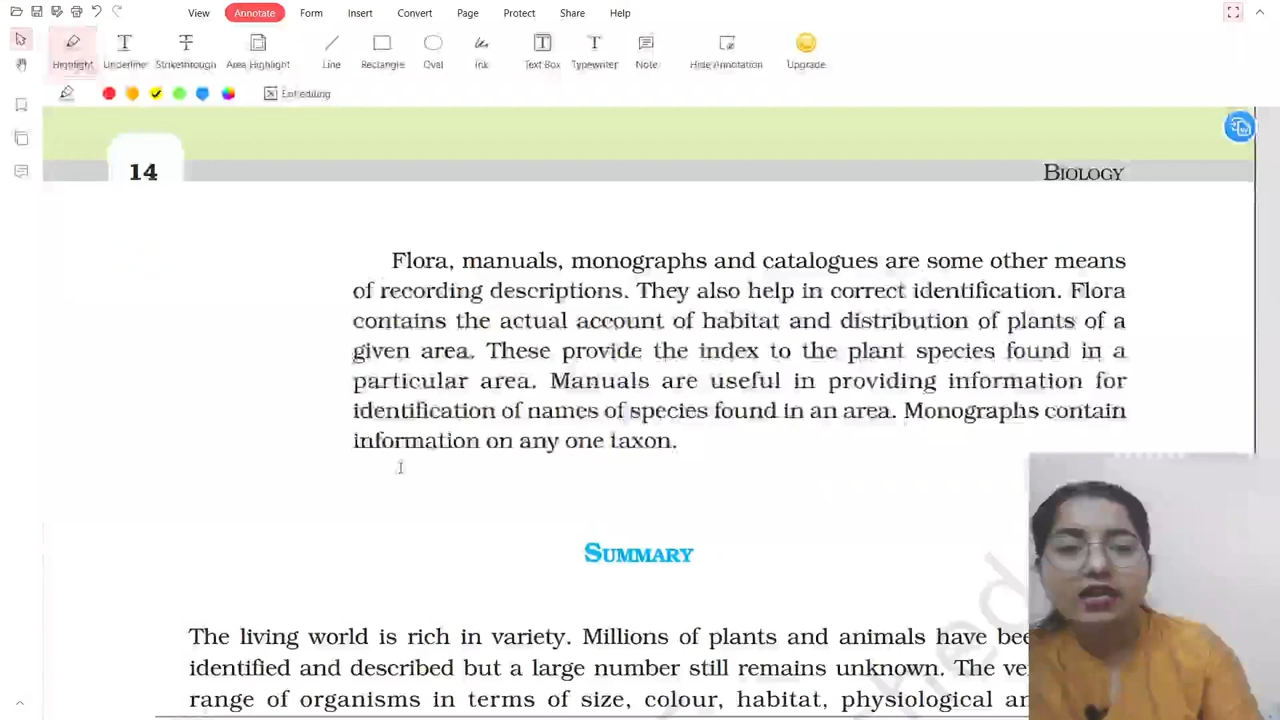 View Annotate Form Insert Convert Page Protect Share Help
Highlight Underline Strikethrough Area Highlight Line Rectangle Oval Ink Text Box Typewriter Note Hide Annotation Upgrade
Embedding
14
BIOLOGY
Flora, manuals, monographs and catalogues are some other means
of recording descriptions. They also help in correct identification. Flora
contains the actual account of habitat and distribution of plants of a
given area. These provide the index to the plant species found in a
particular area. Manuals are useful in providing information for
identification of names of species found in an area. Monographs contain
information on any one taxon.
SUMMARY
The living world is rich in variety. Millions of plants and animals have
identified and described but a large number still remains unknown. The
range of organisms in terms of size, colour, habitat, physiological